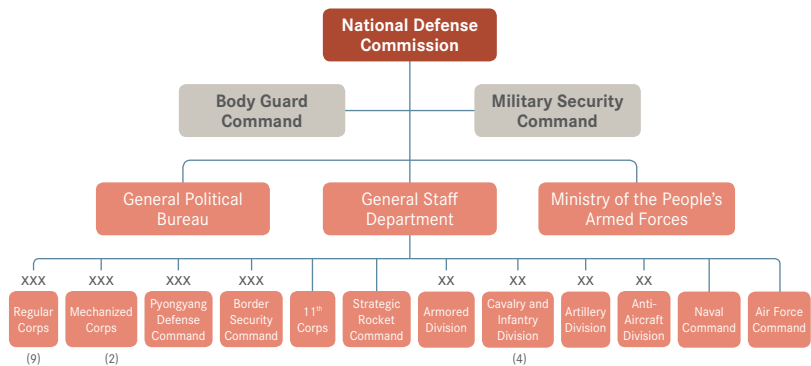 National Defense
Commission
Body Guard
Command
Military Security
Command
General Political
Bureau
General Staff
Department
Ministry of the People's
Armed Forces
XXX
XXX
XXX
XXX
XX
XX
XX
XX
Regular
Corps
Mechanized
Corps
Pyongyang
Defense
Command
Border
Security
Command
11th
Corps
Strategic
Rocket
Command
Armored
Division
Cavalry and
Infantry
Division
Artillery
Division
Anti-
Aircraft
Division
Naval
Command
Air Force
Command
(9)
(2)
(4)